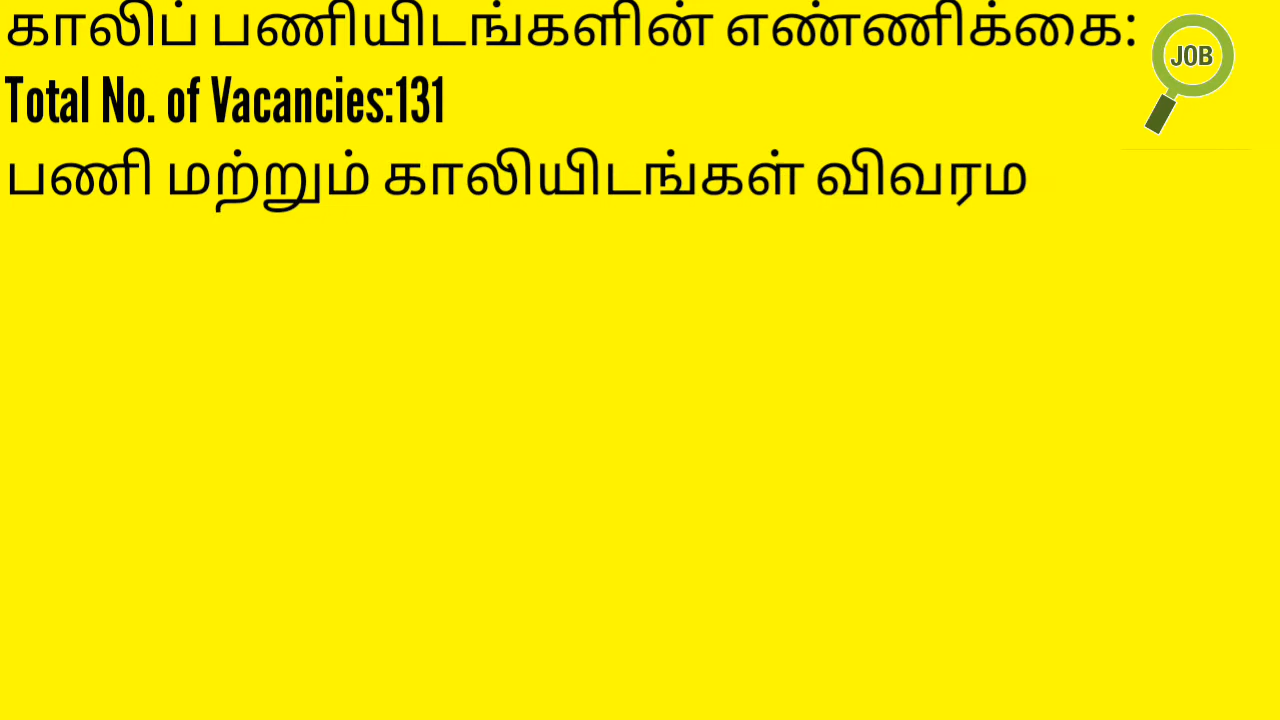 காலிப் பணியிடங்களின் எண்ணிக்கை:
Total No. of Vacancies:131
பணி மற்றும் காலியிடங்கள் விவரம
JOB